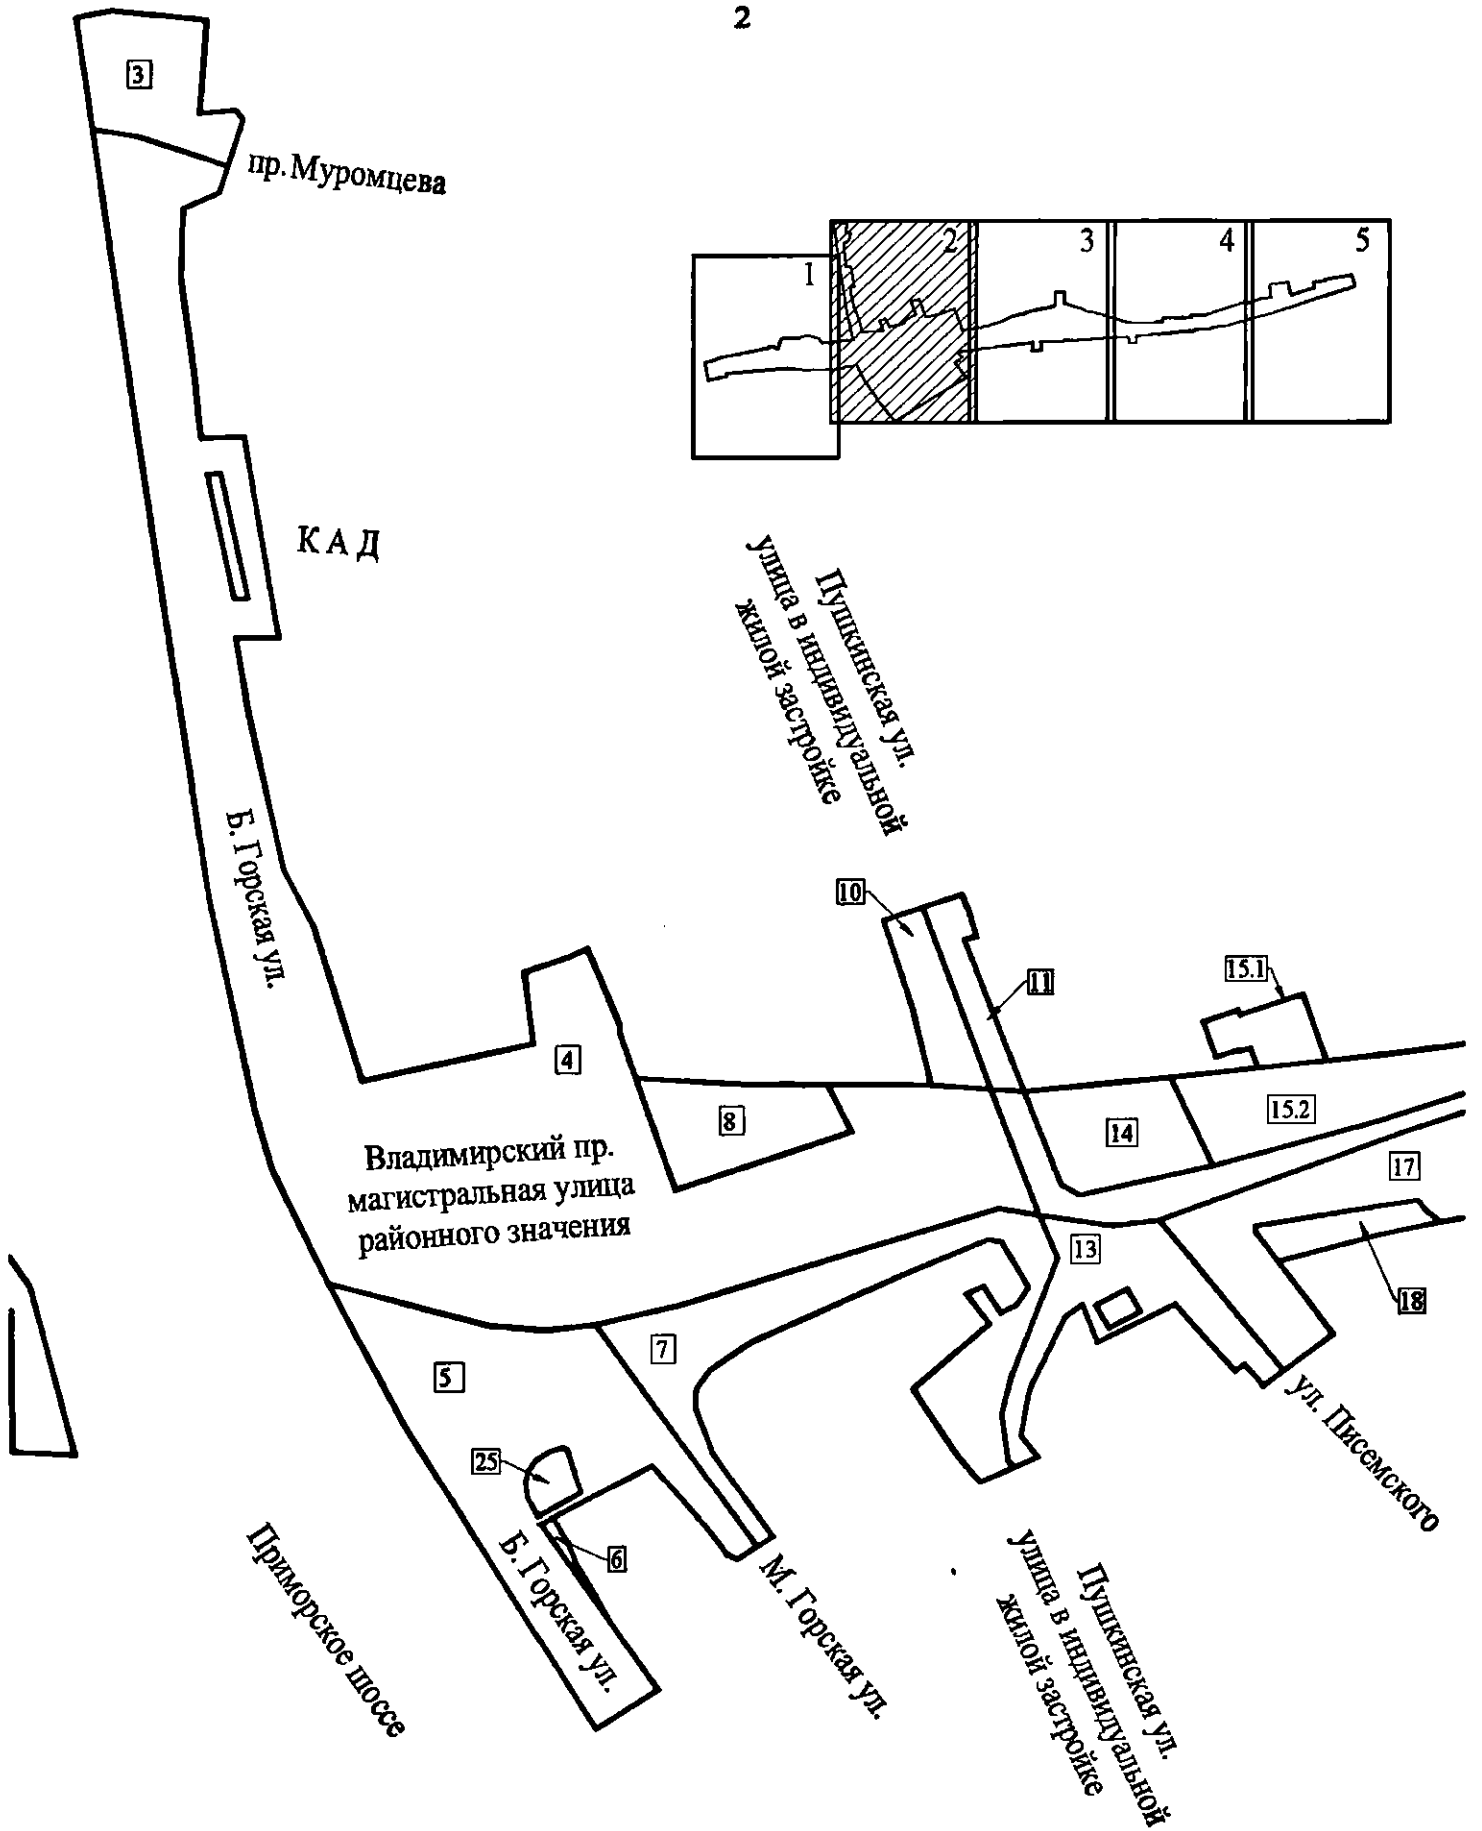 2
3
пр. Муромцева
1
2
3
4
5
К А Д
Пушкинская ул.
улица в индивидуальной
жилой застройке
Б. Горская ул.
10
11
15.1
4
8
14
15.2
Владимирский пр.
магистральная улица
районного значения
17
13
18
7
5
25
6
ул. Писемского
Приморское шоссе
Б. Горская ул.
М. Горская ул.
Пушкинская ул.
улица в индивидуальной
жилой застройке